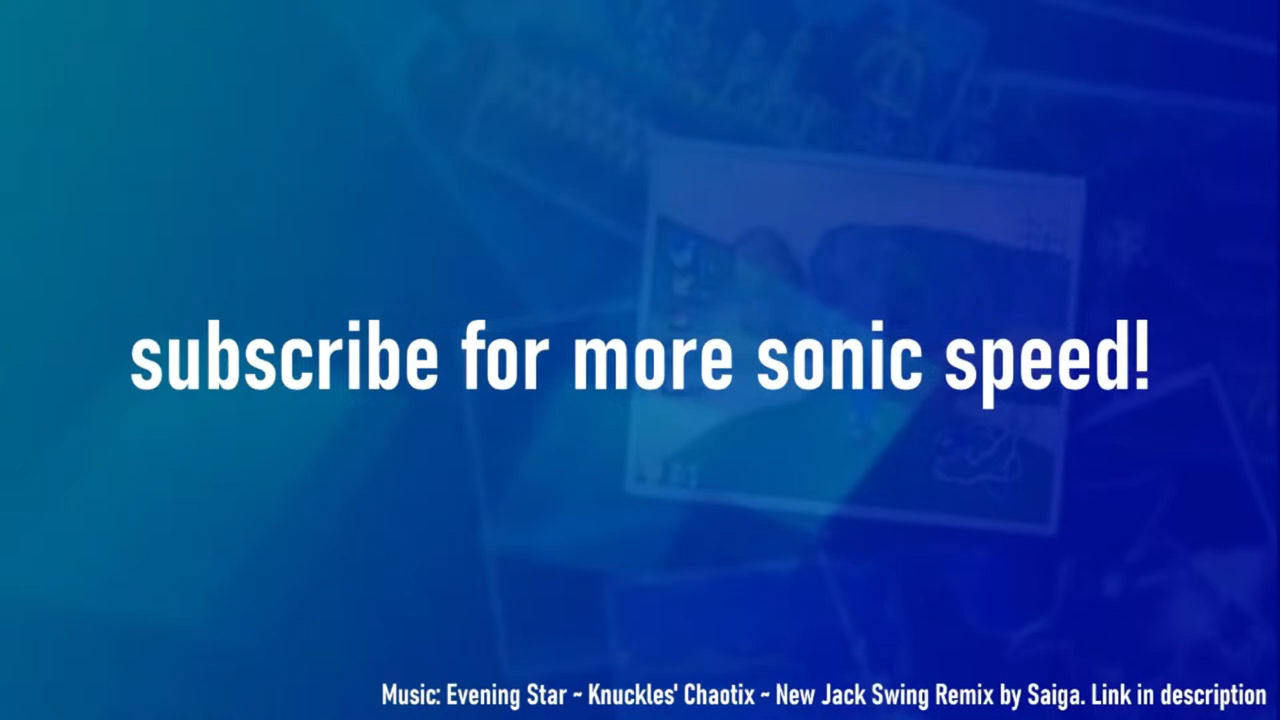 subscribe for more sonic speed!
Music: Evening Star ~ Knuckles' Chaotix ~ New Jack Swing Remix by Saiga. Link in description